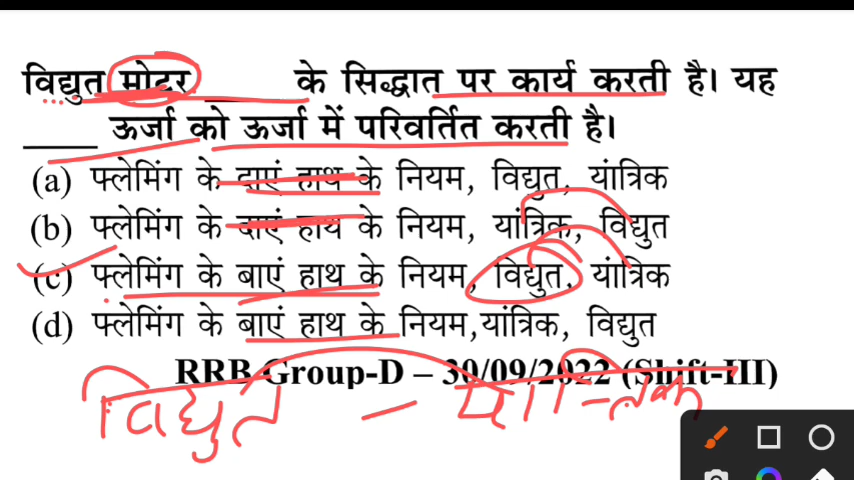 विद्युत मोटर ____ के सिद्धात पर कार्य करती है। यह
____ ऊर्जा को ऊर्जा में परिवर्तित करती है।
(a) फ्लेमिंग के दाएं हाथ के नियम, विद्युत, यांत्रिक
(b) फ्लेमिंग के दाएं हाथ के नियम, यांत्रिक, विद्युत
(c) फ्लेमिंग के बाएं हाथ के नियम, विद्युत, यांत्रिक
(d) फ्लेमिंग के बाएं हाथ के नियम,यांत्रिक, विद्युत
RRB Group-D – 30/09/2022 (Shift-III)
विद्युत – यान्त्रिक